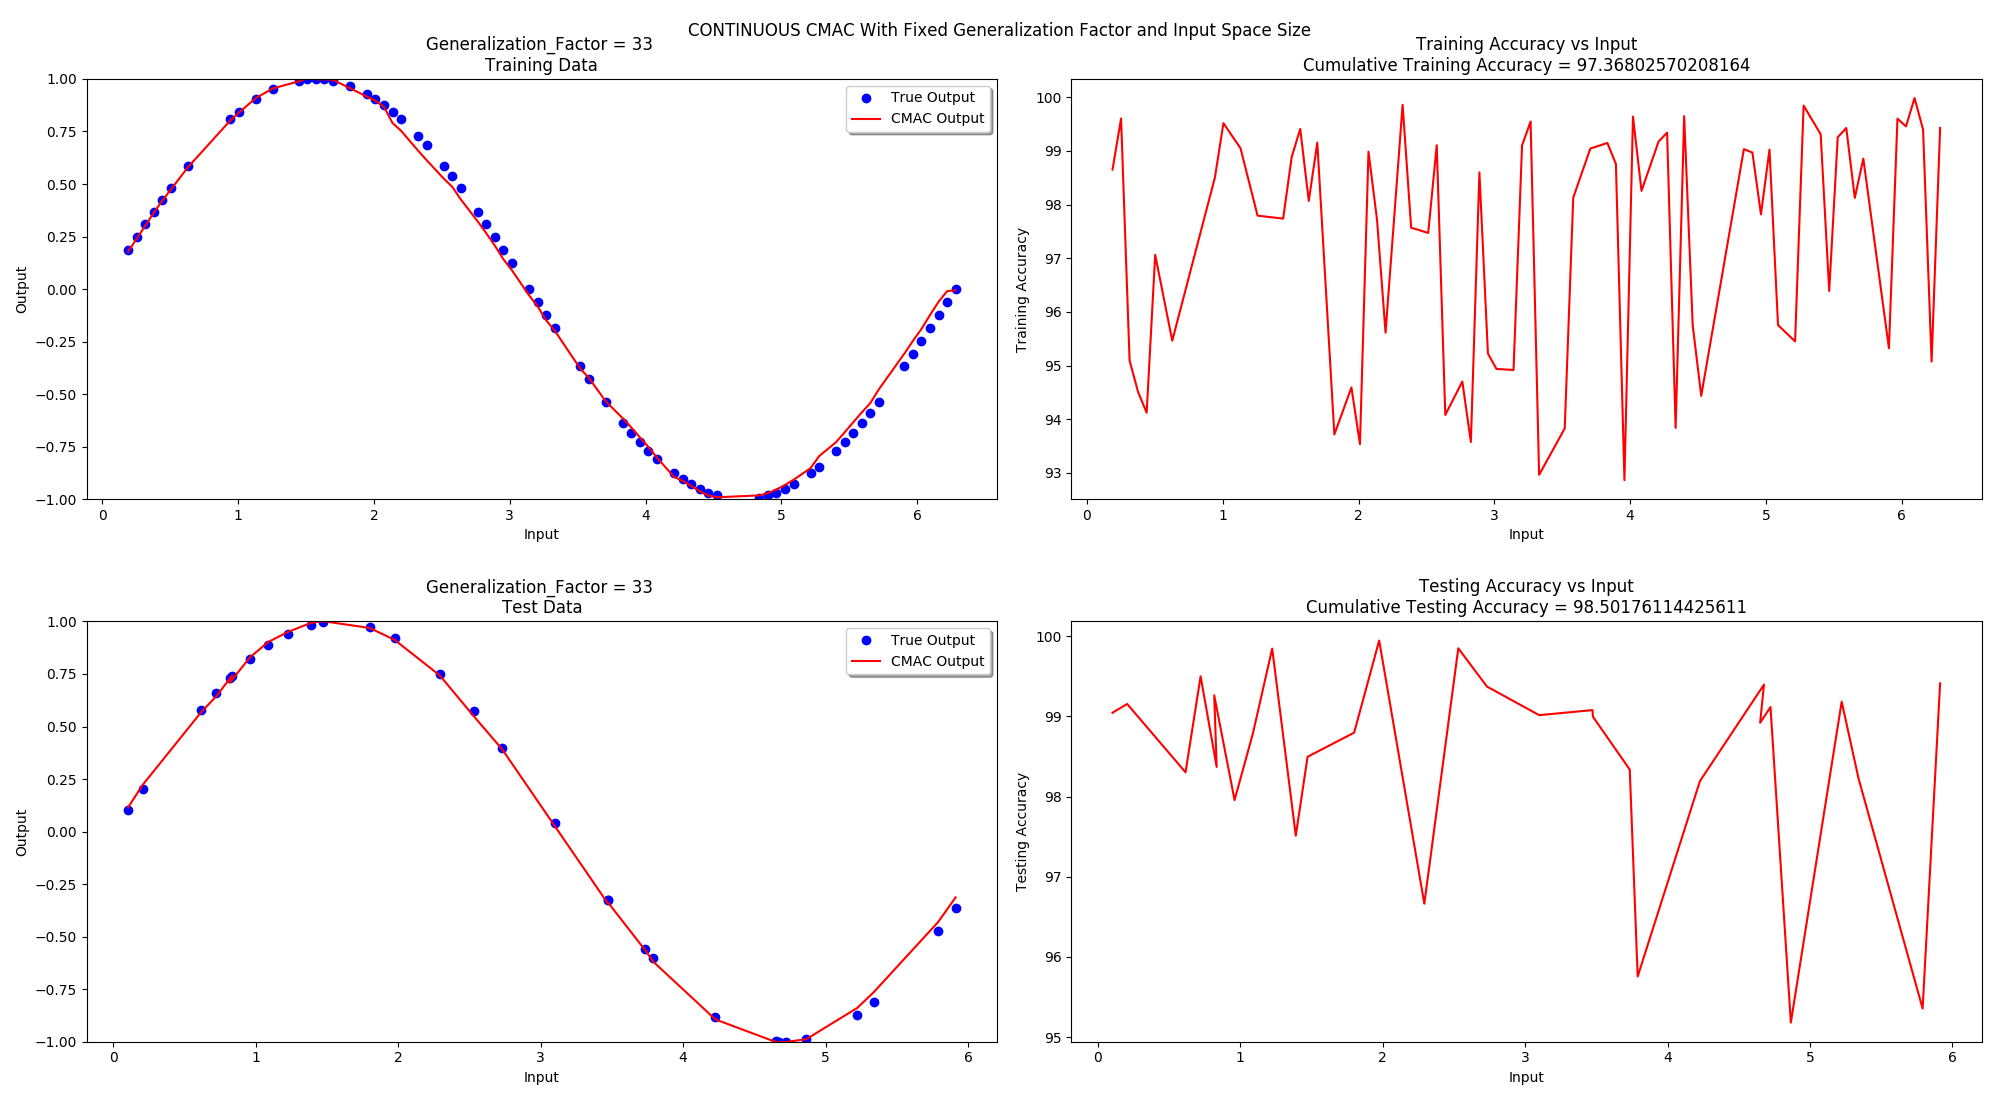 CONTINUOUS CMAC With Fixed Generalization Factor and Input Space Size
Generalization_Factor = 33
Training Data
1.00
0.75
0.50
0.25
0.00
−0.25
−0.50
−0.75
−1.00
Output
True Output
CMAC Output
0 1 2 3 4 5 6
Input
Training Accuracy vs Input
Cumulative Training Accuracy = 97.36802570208164
100
99
98
97
96
95
94
93
Training Accuracy
0 1 2 3 4 5 6
Input
Generalization_Factor = 33
Test Data
1.00
0.75
0.50
0.25
0.00
−0.25
−0.50
−0.75
−1.00
Output
True Output
CMAC Output
0 1 2 3 4 5 6
Input
Testing Accuracy vs Input
Cumulative Testing Accuracy = 98.50176114425611
100
99
98
97
96
95
Testing Accuracy
0 1 2 3 4 5 6
Input